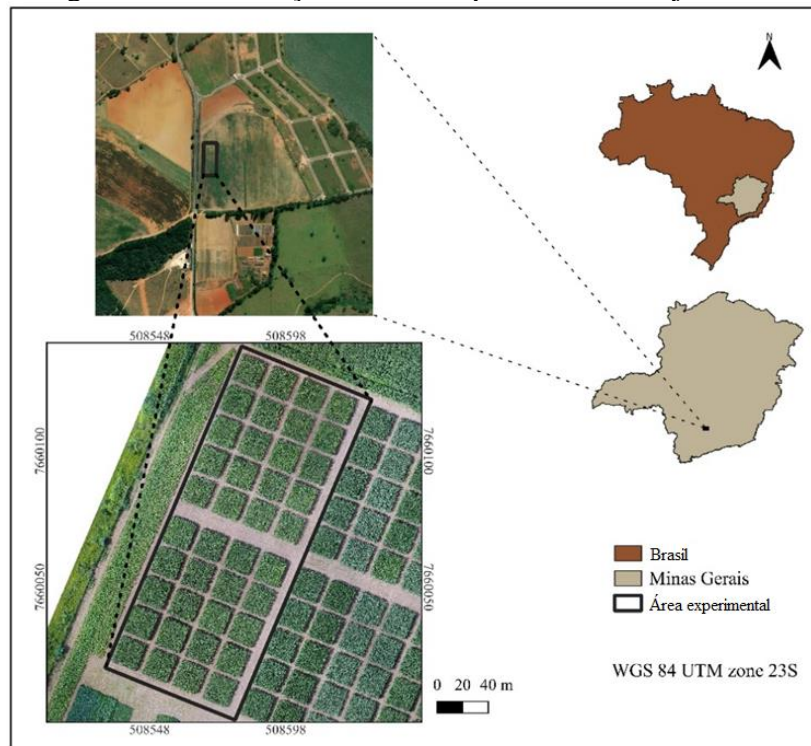 N
508548
508598
7660100
7660050
7660100
7660050
508548
508598
0 20 40 m
Brasil
Minas Gerais
Área experimental
WGS 84 UTM zone 23S